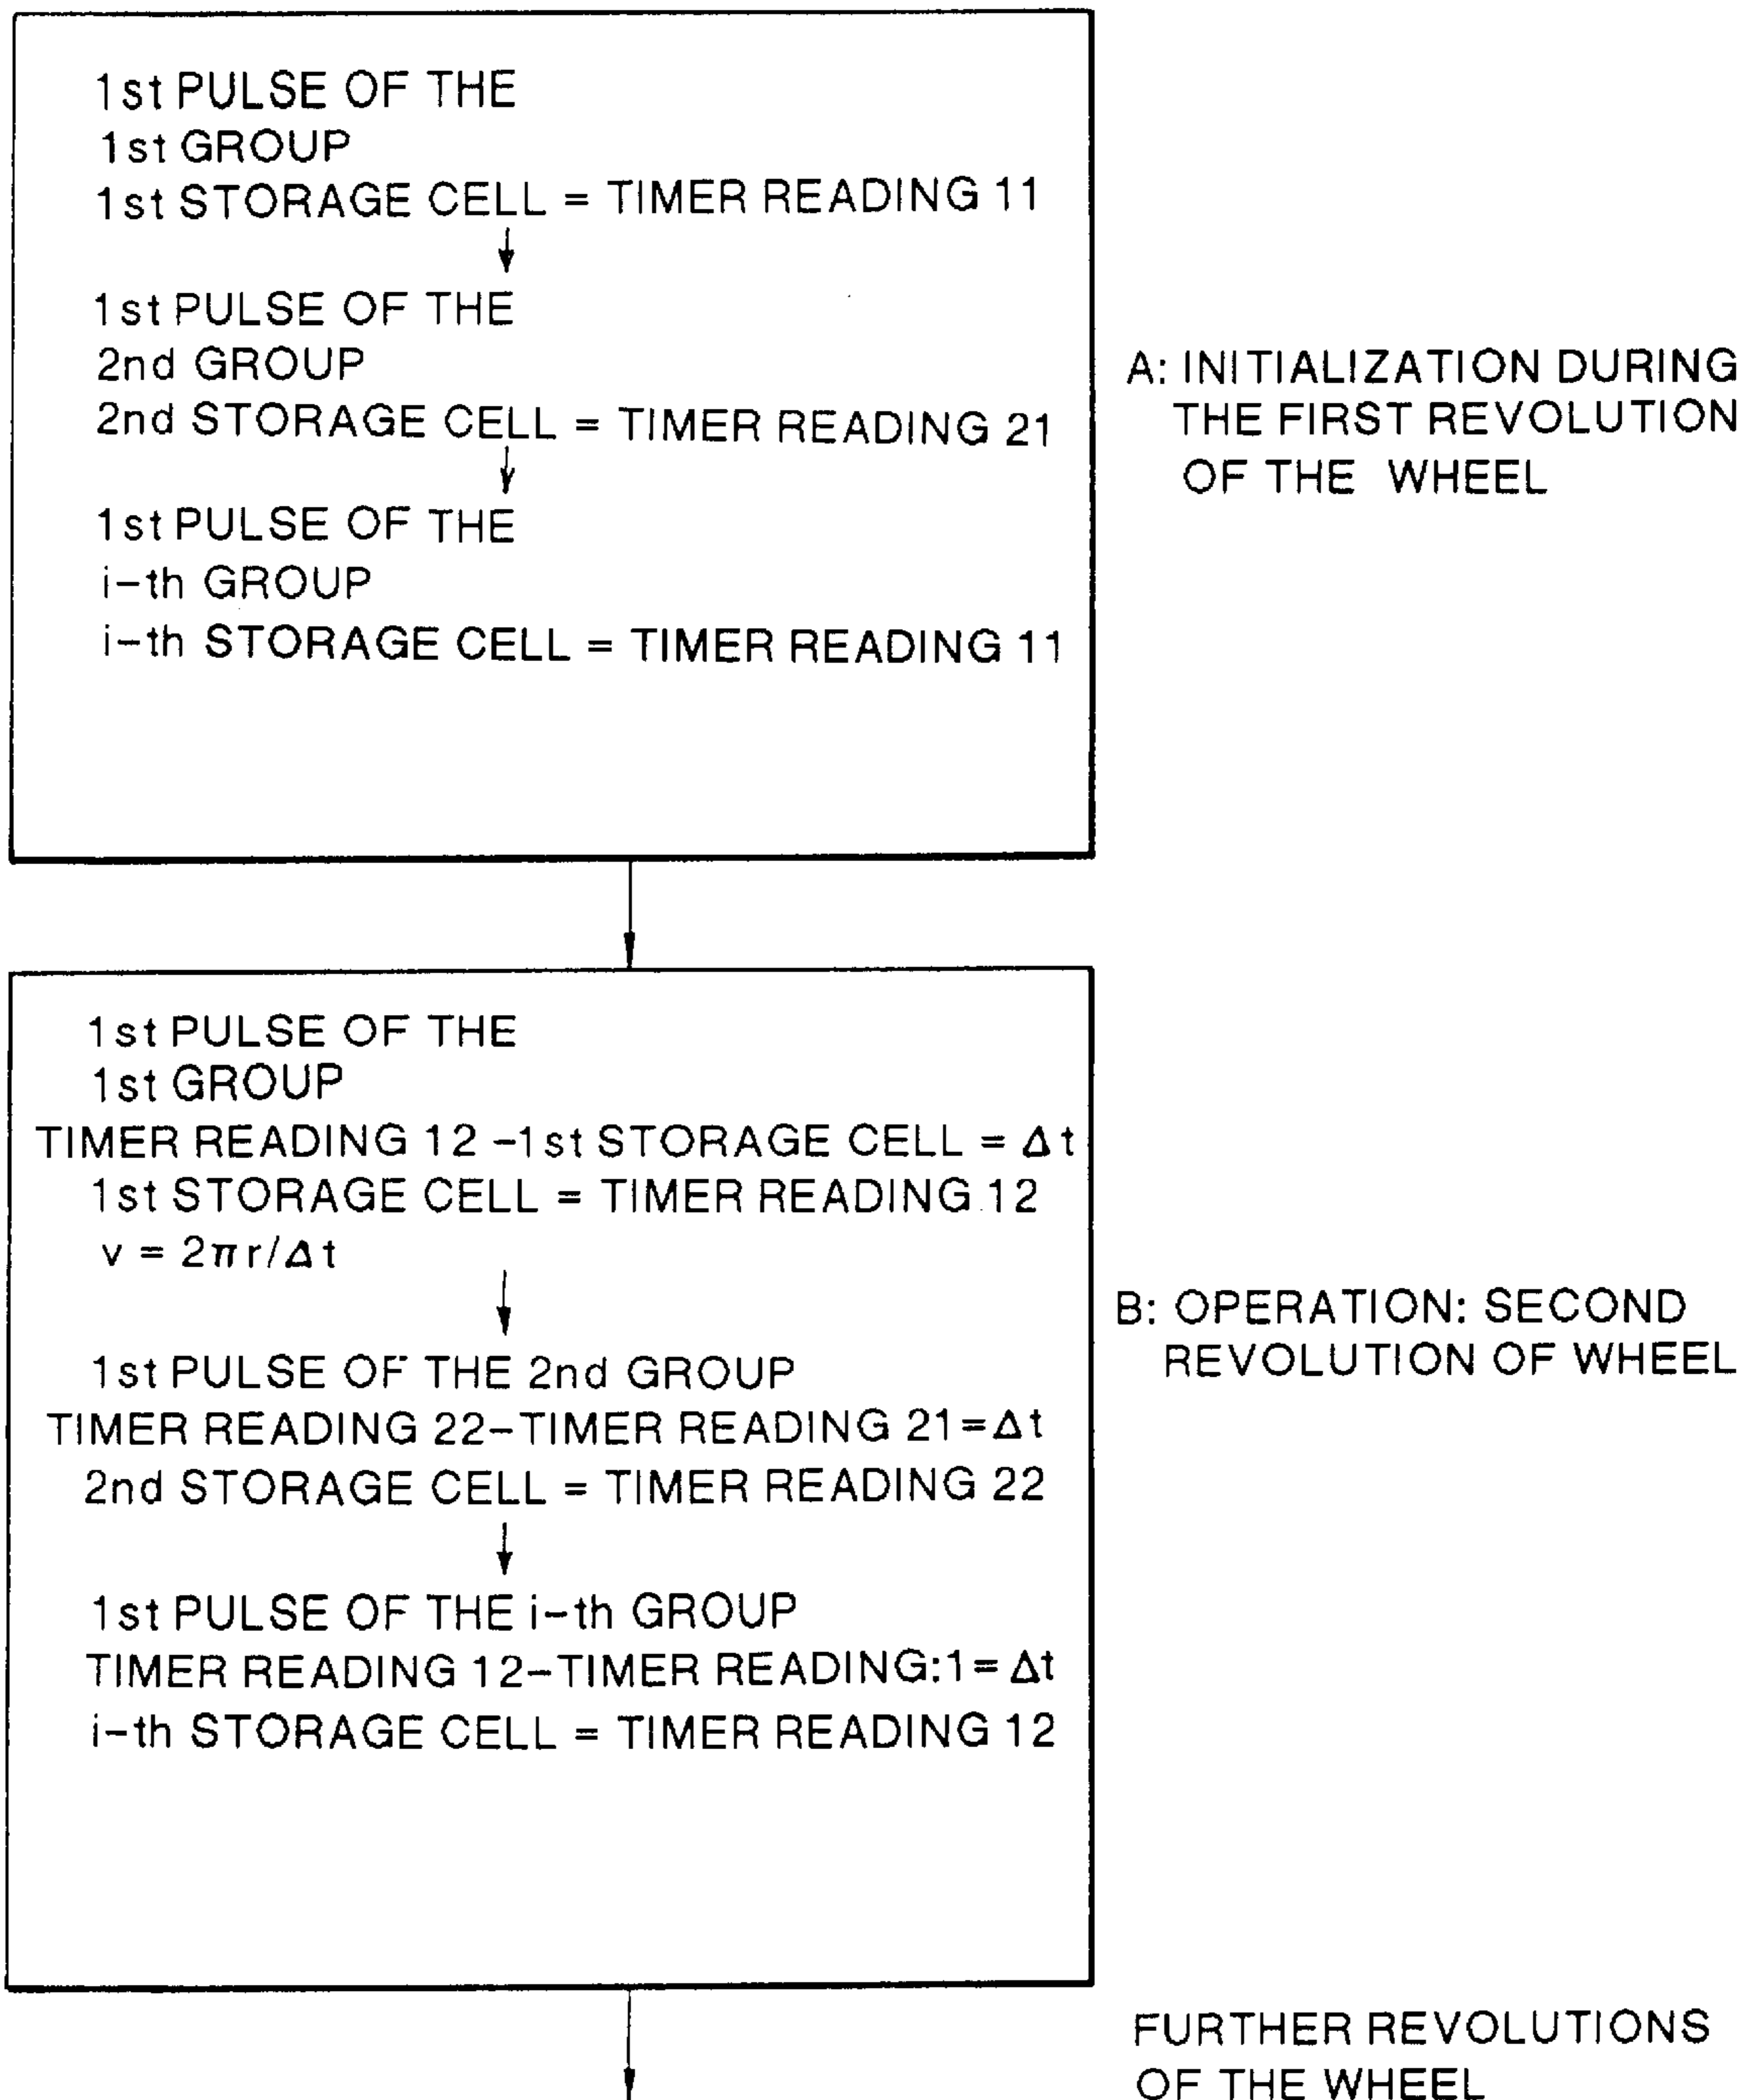 1st PULSE OF THE
1st GROUP
1st STORAGE CELL = TIMER READING 11
1st PULSE OF THE
2nd GROUP
2nd STORAGE CELL = TIMER READING 21
1st PULSE OF THE
i-th GROUP
i-th STORAGE CELL = TIMER READING 11
A: INITIALIZATION DURING
THE FIRST REVOLUTION
OF THE WHEEL
1st PULSE OF THE
1st GROUP
TIMER READING 12 -1st STORAGE CELL = Δt
1st STORAGE CELL = TIMER READING 12
v = 2πr/Δt
1st PULSE OF THE 2nd GROUP
TIMER READING 22-TIMER READING 21=Δt
2nd STORAGE CELL = TIMER READING 22
1st PULSE OF THE i-th GROUP
TIMER READING 12-TIMER READING:1=Δt
i-th STORAGE CELL = TIMER READING 12
B: OPERATION: SECOND
REVOLUTION OF WHEEL
FURTHER REVOLUTIONS
OF THE WHEEL